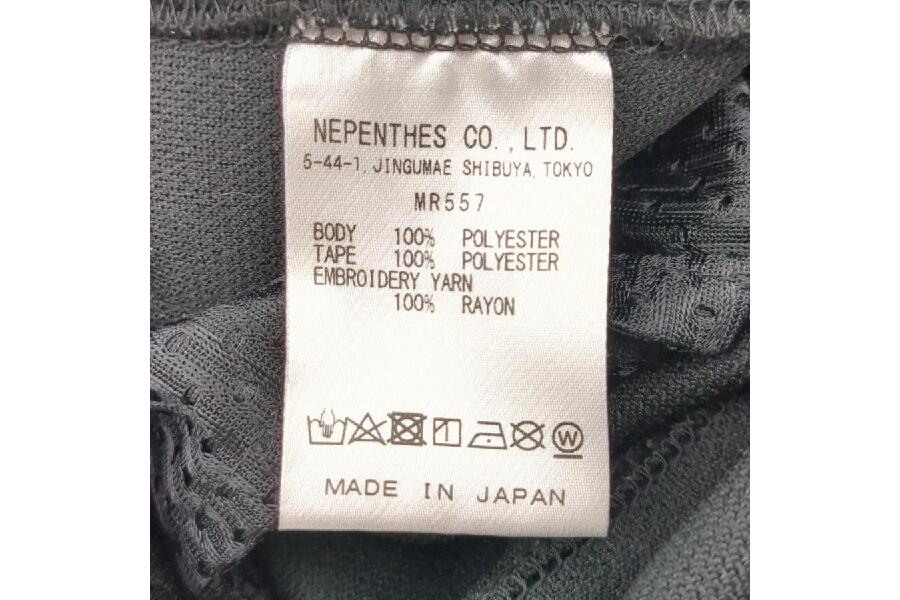 NEPENTHES CO., LTD.
5-44-1, JINGUMAE SHIBUYA, TOKYO
MR557
BODY 100% POLYESTER
TAPE 100% POLYESTER
EMBROIDERY YARN
100% RAYON
W
MADE IN JAPAN